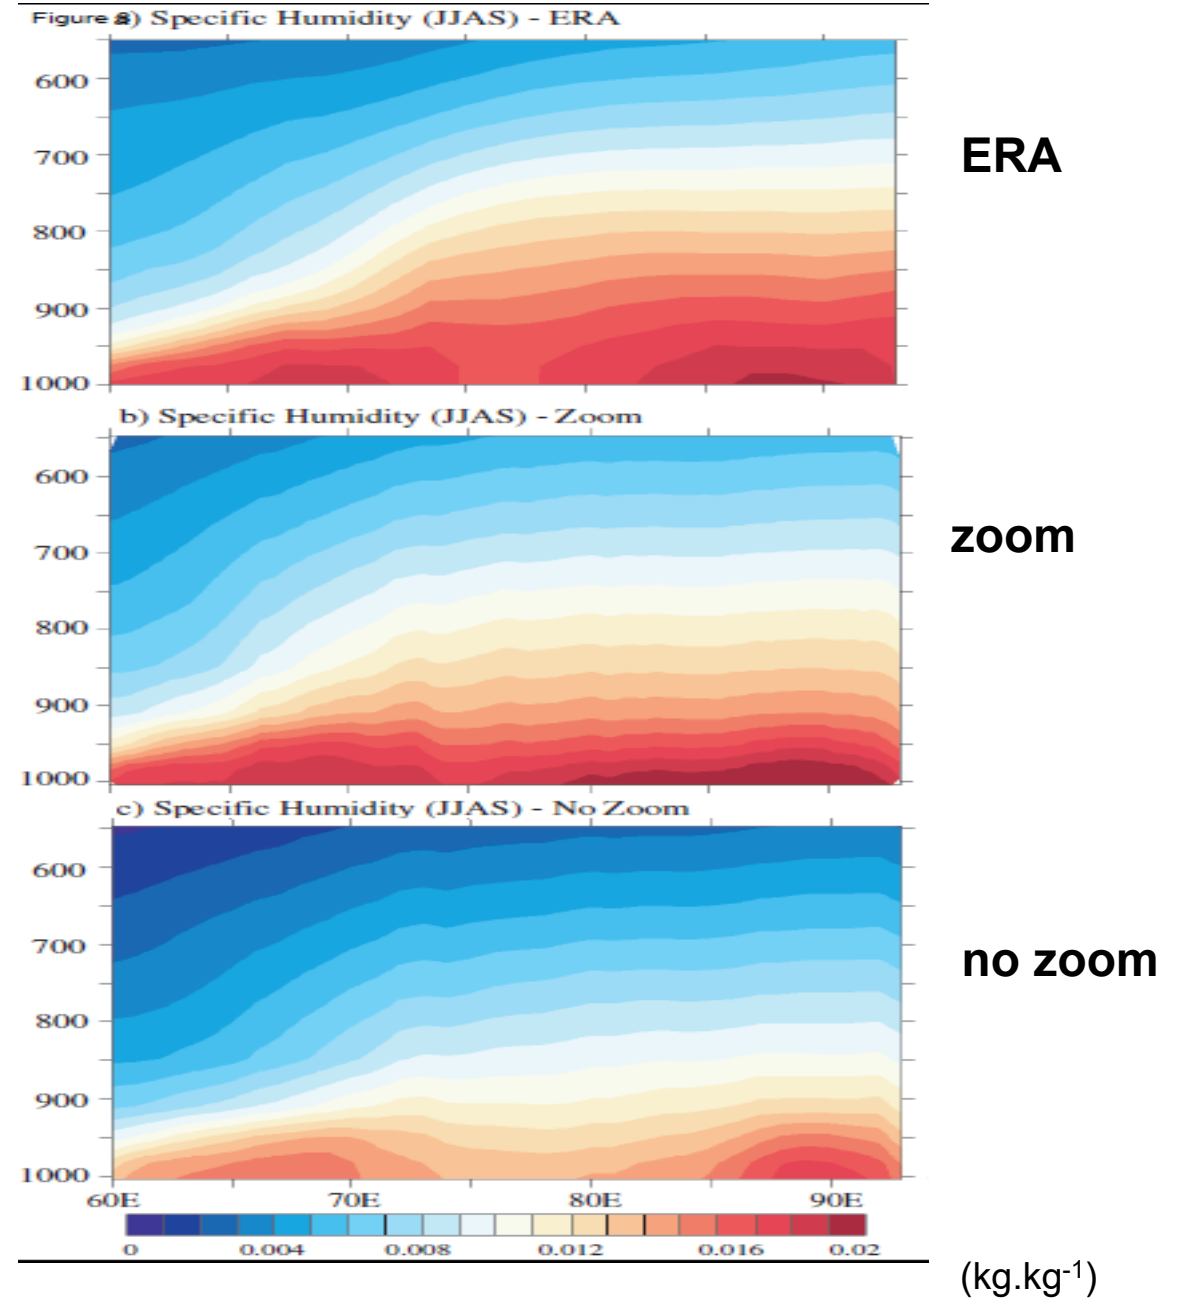 Figure a) Specific Humidity (JJAS) - ERA
600
700
800
900
1000
ERA
b) Specific Humidity (JJAS) - Zoom
600
700
800
900
1000
zoom
c) Specific Humidity (JJAS) - No Zoom
600
700
800
900
1000
no zoom
60E 70E 80E 90E
0 0.004 0.008 0.012 0.016 0.02
(kg.kg-1)